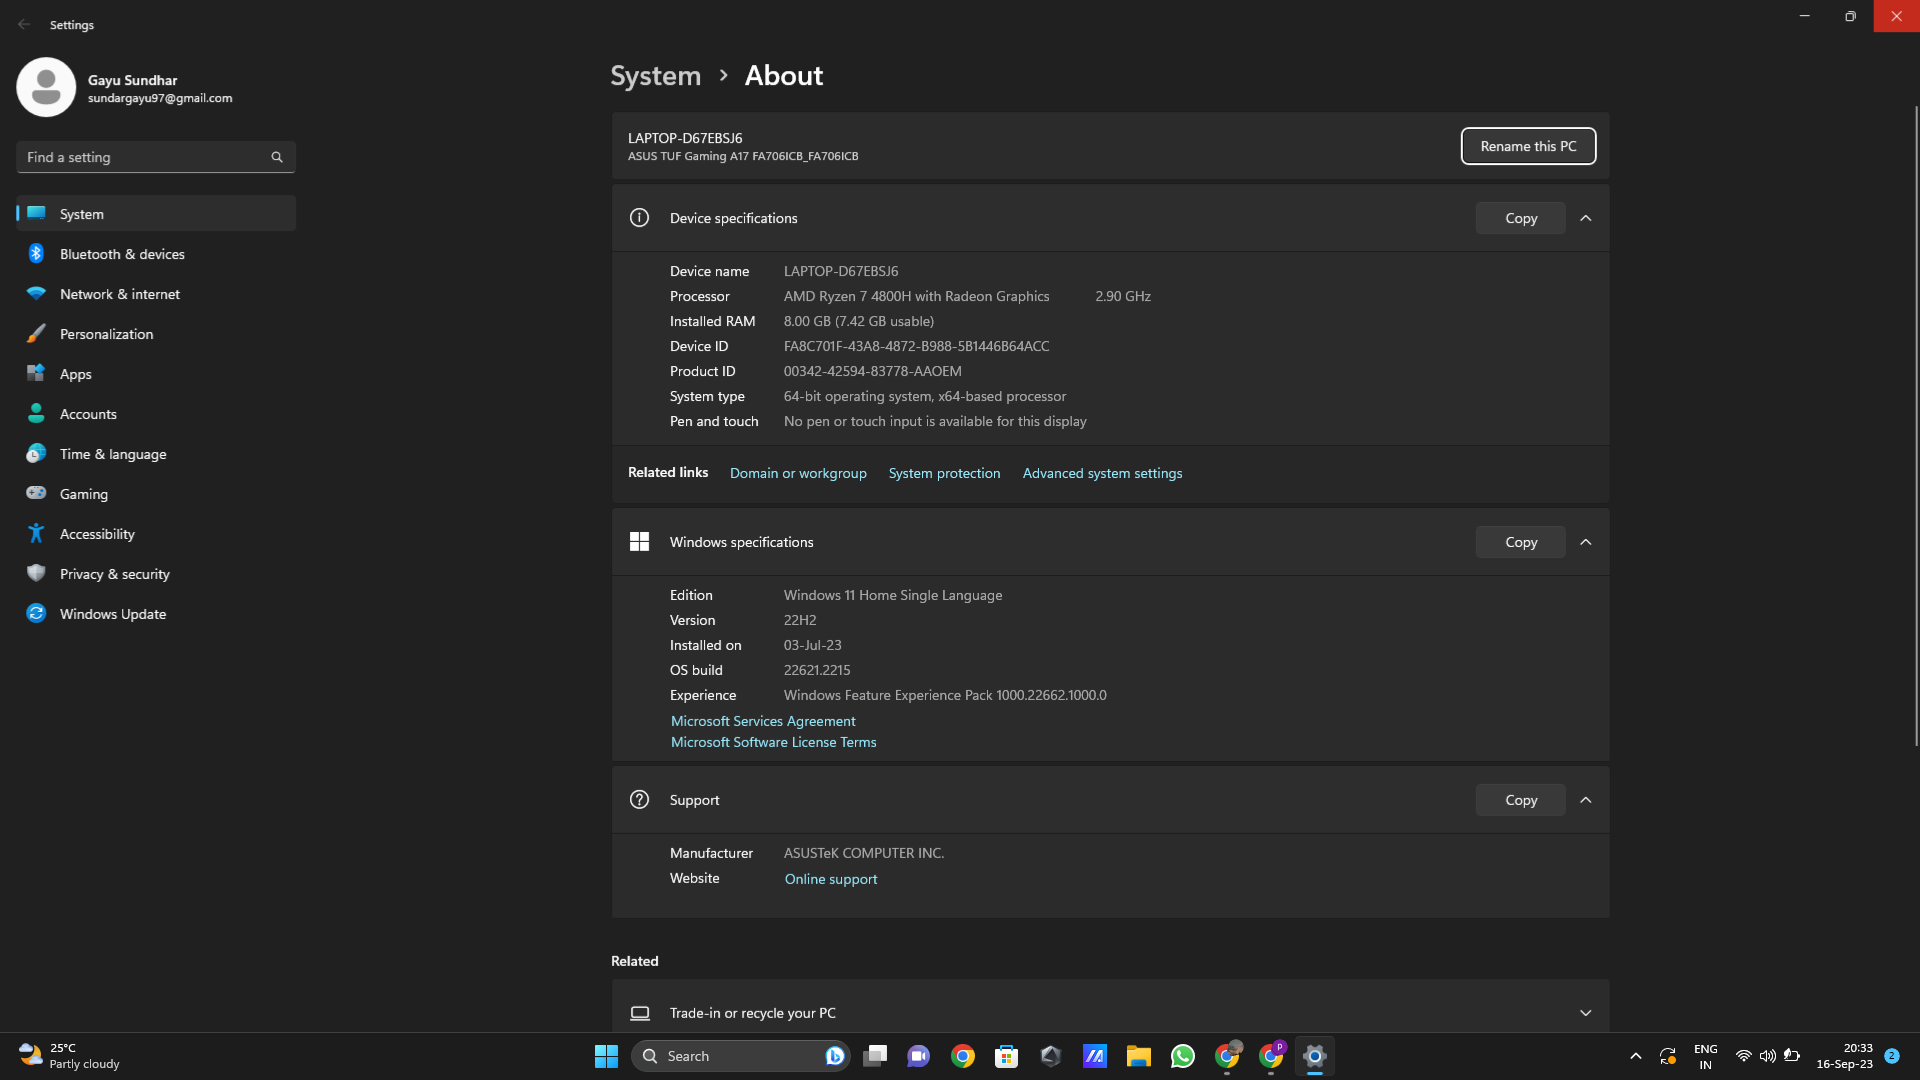 Settings
Gayu Sundhar
sundargayu97@gmail.com
Find a setting
System
Bluetooth & devices
Network & internet
Personalization
Apps
Accounts
Time & language
Gaming
Accessibility
Privacy & security
Windows Update
System > About
LAPTOP-D67EBSJ6
ASUS TUF Gaming A17 FA706ICB_FA706ICB
Rename this PC
Device specifications
Copy
Device name LAPTOP-D67EBSJ6
Processor AMD Ryzen 7 4800H with Radeon Graphics 2.90 GHz
Installed RAM 8.00 GB (7.42 GB usable)
Device ID FA8C701F-43A8-4872-B988-5B1446B64ACC
Product ID 00342-42594-83778-AAOEM
System type 64-bit operating system, x64-based processor
Pen and touch No pen or touch input is available for this display
Related links Domain or workgroup System protection Advanced system settings
Windows specifications
Copy
Edition Windows 11 Home Single Language
Version 22H2
Installed on 03-Jul-23
OS build 22621.2215
Experience Windows Feature Experience Pack 1000.22662.1000.0
Microsoft Services Agreement
Microsoft Software License Terms
Support
Copy
Manufacturer ASUSTeK COMPUTER INC.
Website Online support
Related
Trade-in or recycle your PC
25°C
Partly cloudy
Search
P
ENG
IN
20:33
16-Sep-23
2